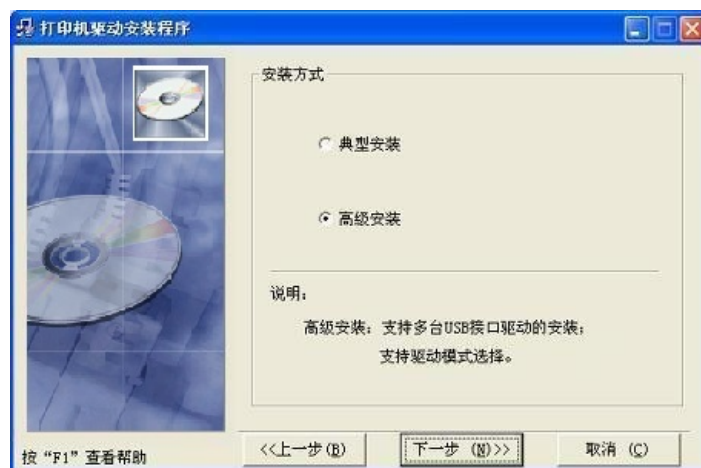 打印机驱动安装程序
安装方式
典型安装
高级安装
说明:
高级安装: 支持多台USB接口驱动的安装;
支持驱动模式选择。
按 “F1” 查看帮助
<<上一步(B)
下一步 (N)>>
取消 (C)